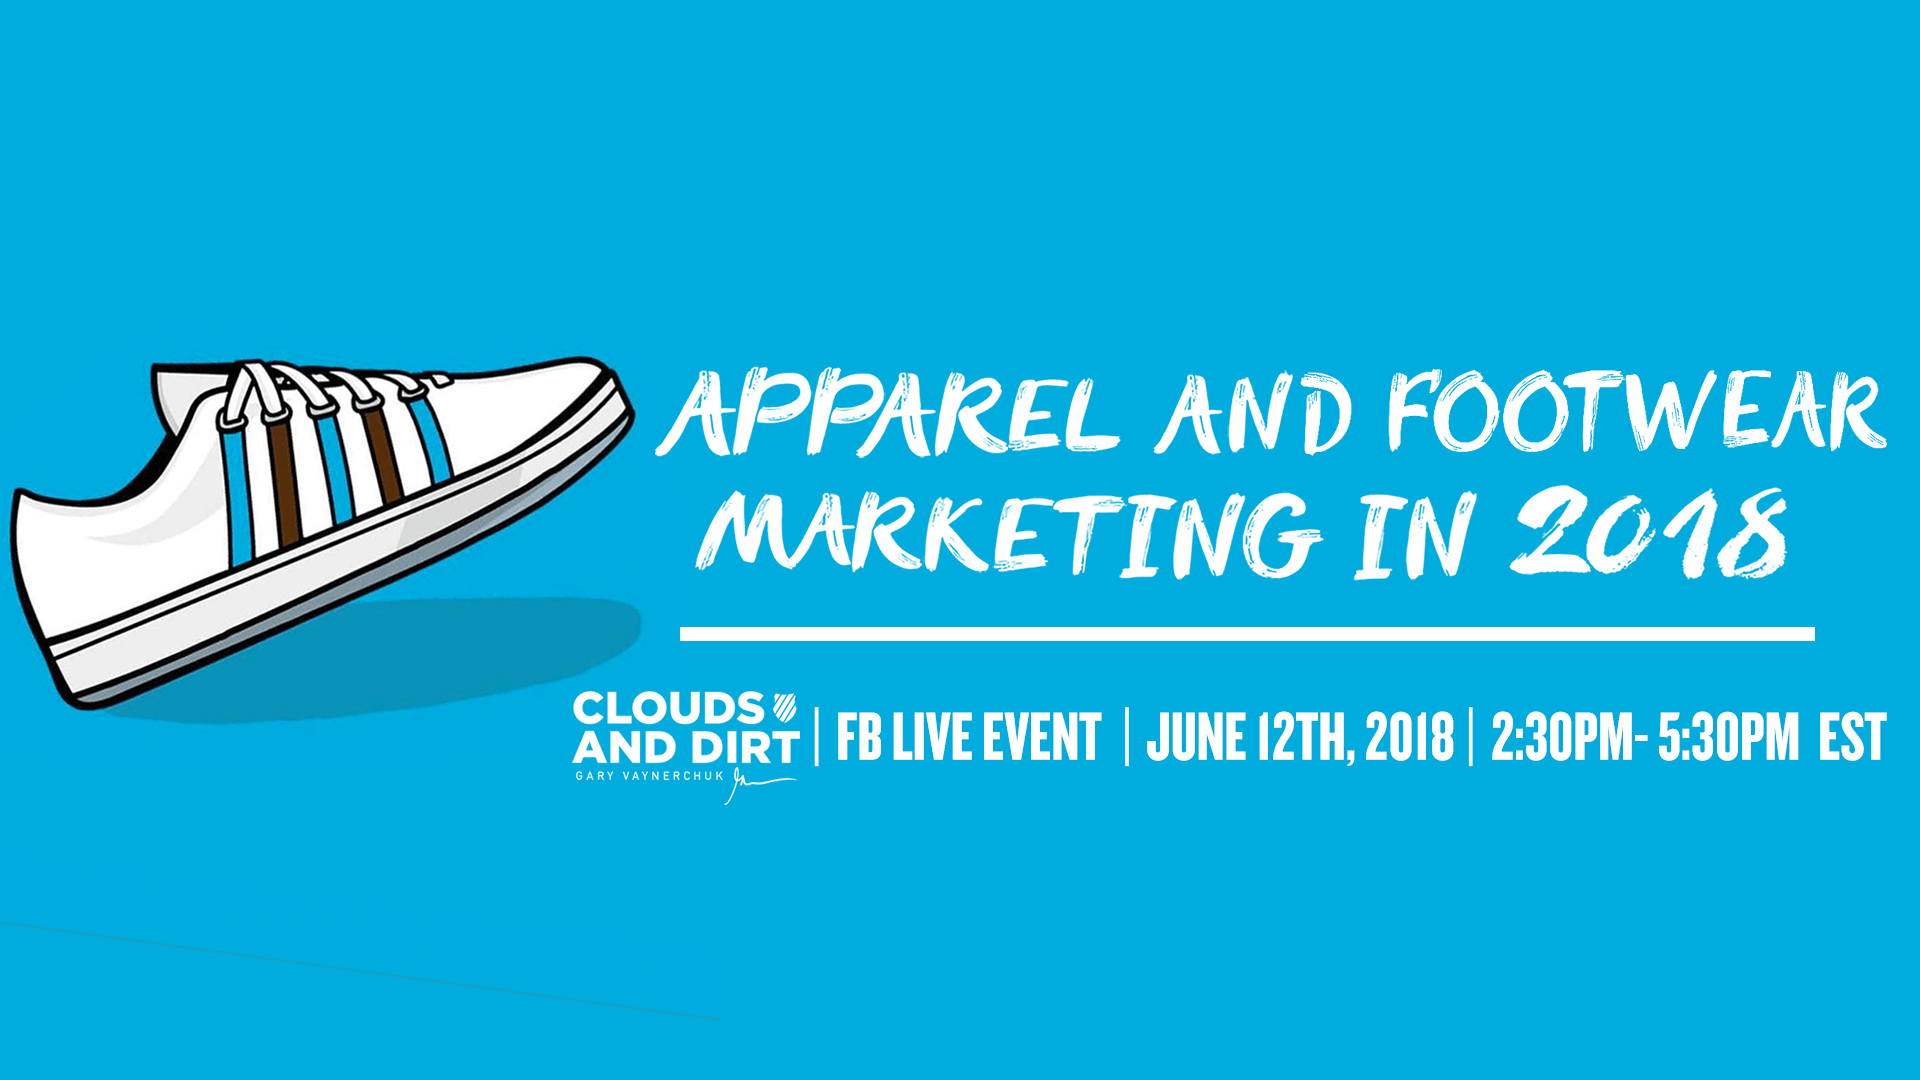 APPAREL AND FOOTWEAR
MARKETING IN 2018
CLOUDS
AND DIRT
GARY VAYNERCHUK
| FB LIVE EVENT | JUNE 12TH, 2018 | 2:30PM- 5:30PM EST